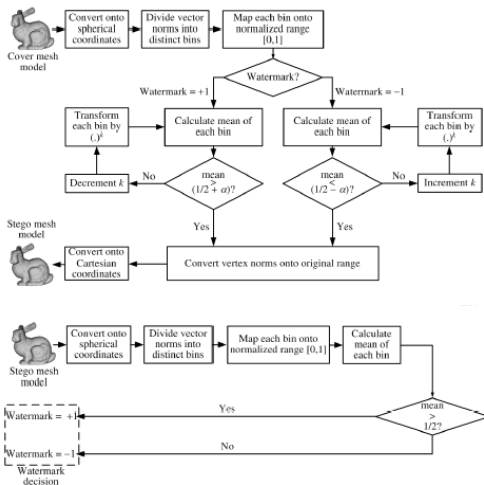 Cover mesh
model
Convert onto
spherical
coordinates
Divide vector
norms into
distinct bins
Map each bin onto
normalized range
[0,1]
Watermark?
Watermark = +1
Watermark = −1
Transform
each bin by
(.)^k
Calculate mean of
each bin
Calculate mean of
each bin
Transform
each bin by
(.)^k
Decrement k
No
mean
>
(1/2 + α)?
mean
<
(1/2 − α)?
No
Increment k
Yes
Yes
Stego mesh
model
Convert onto
Cartesian
coordinates
Convert vertex norms onto original range
Stego mesh
model
Convert onto
spherical
coordinates
Divide vector
norms into
distinct bins
Map each bin onto
normalized range [0,1]
Calculate
mean of
each bin
mean
>
1/2?
Yes
Watermark = +1
No
Watermark = −1
Watermark
decision